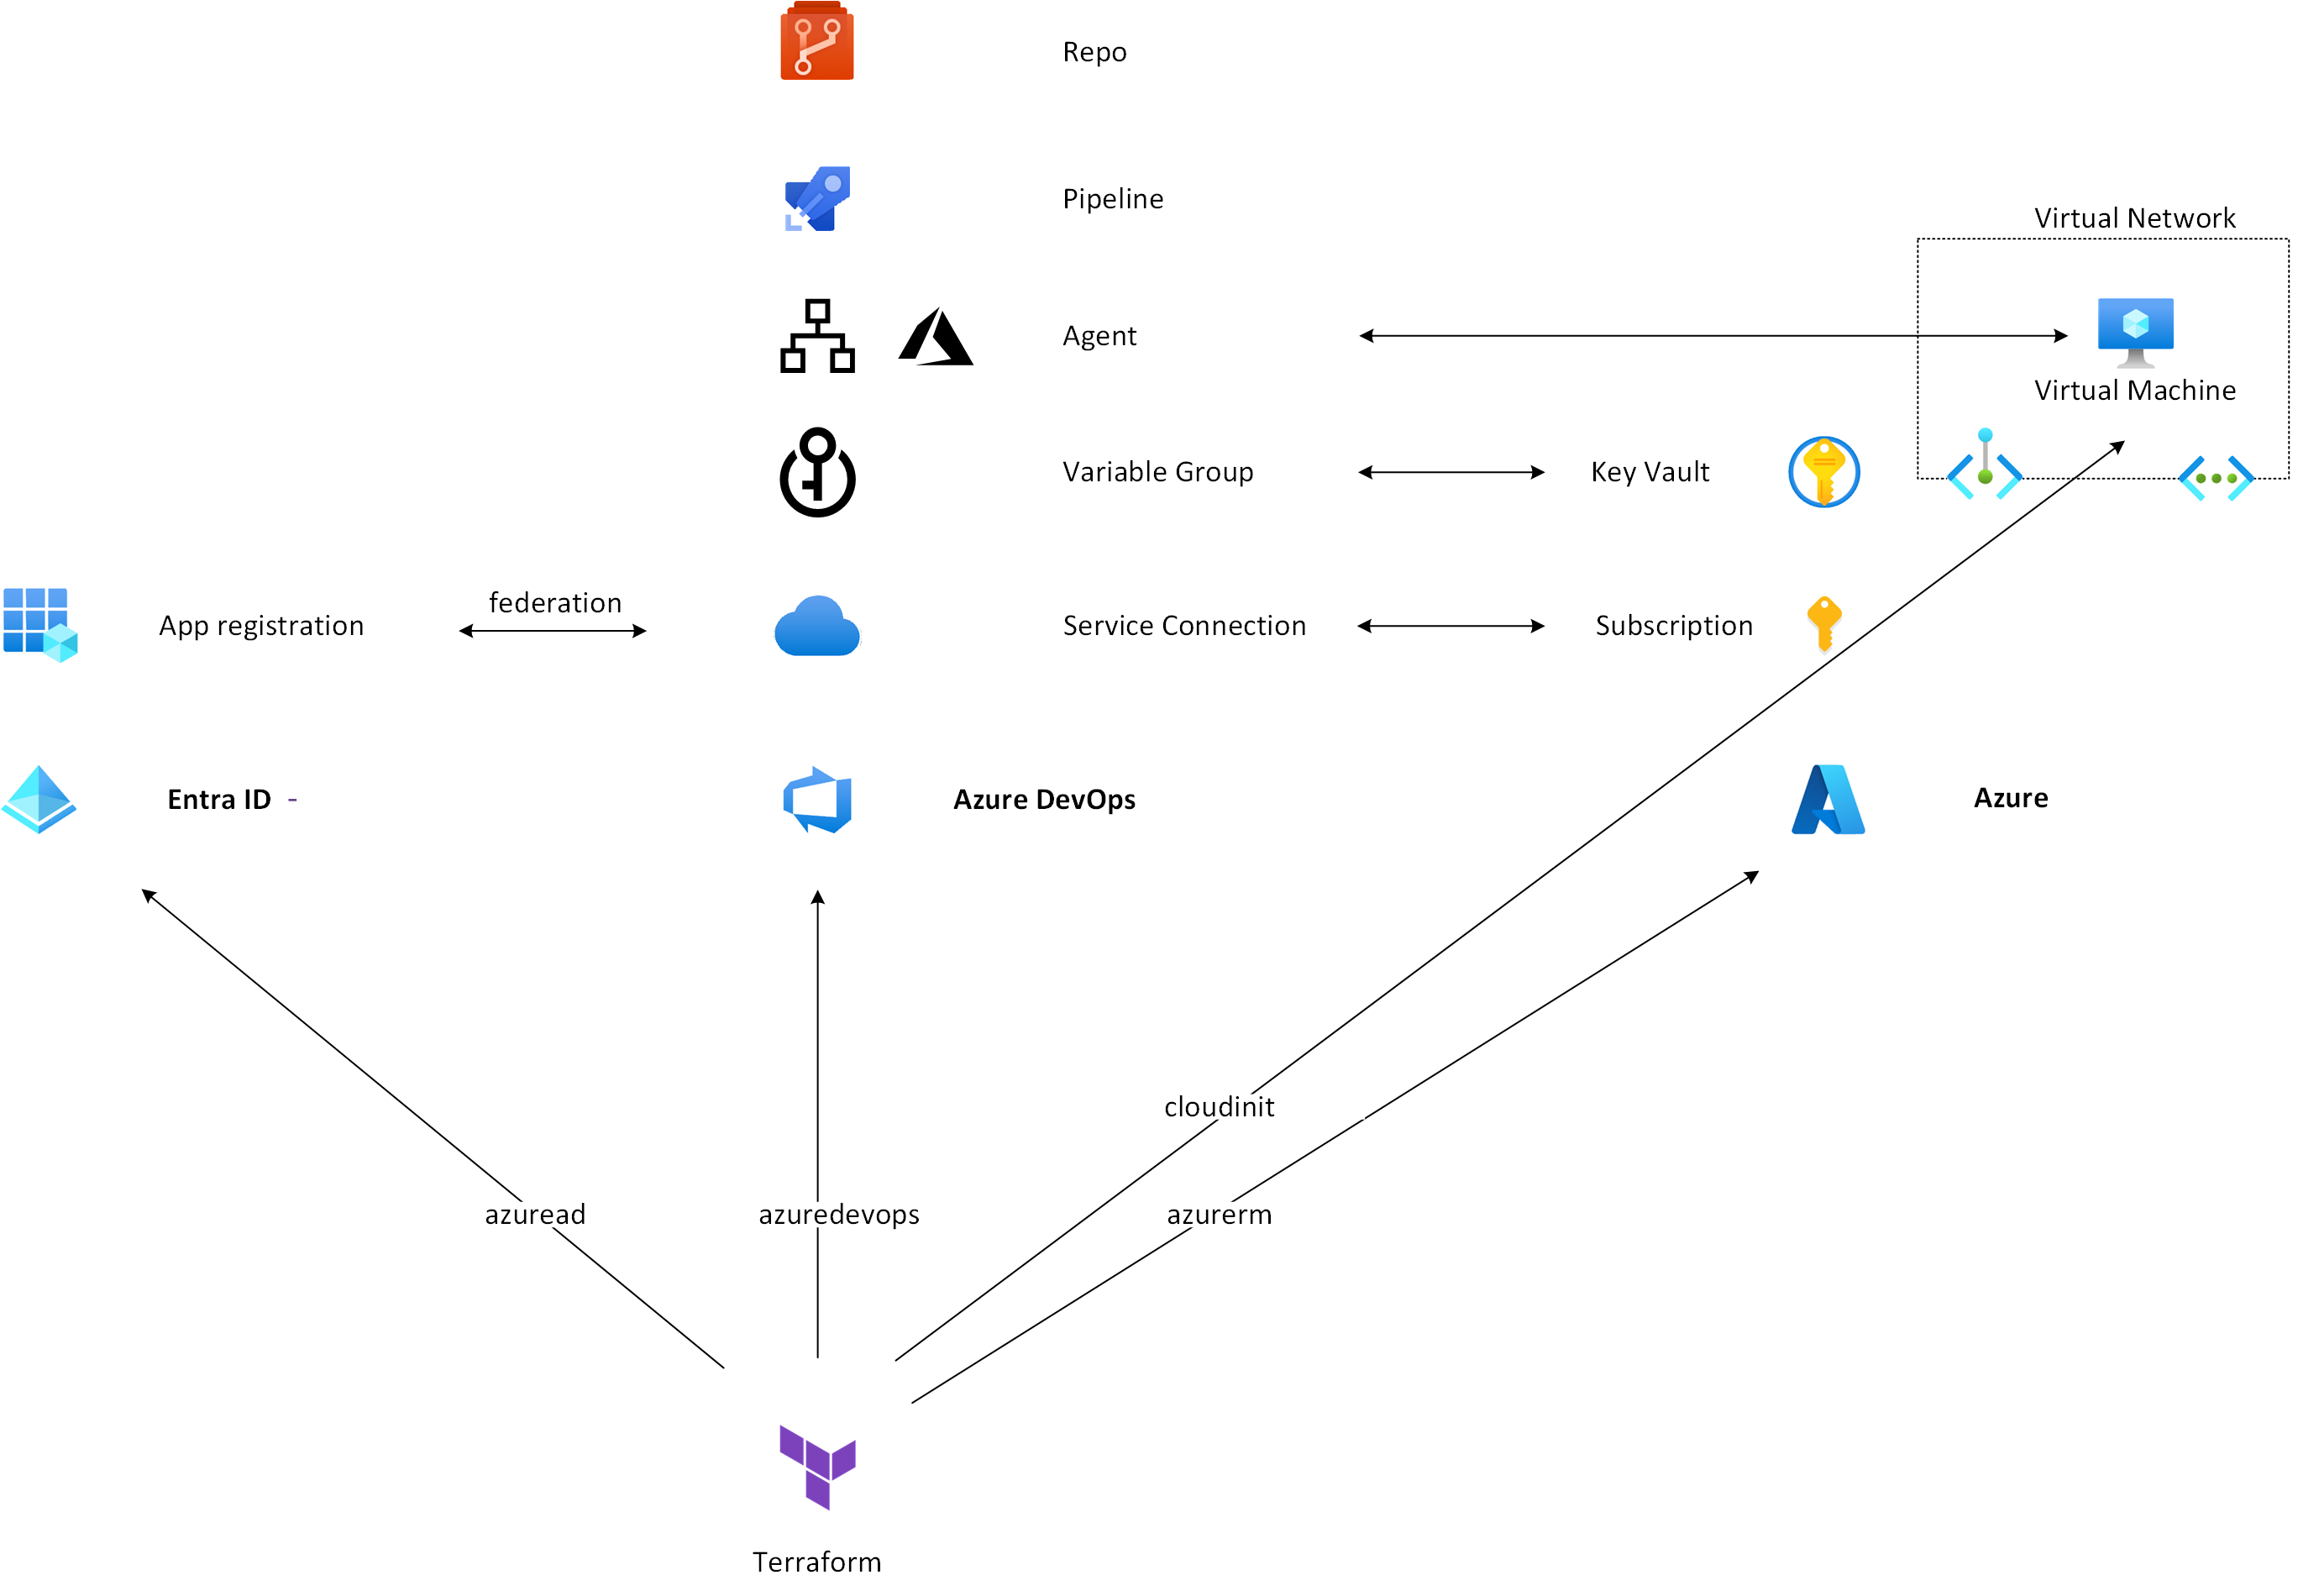 Repo
Pipeline
Virtual Network
Agent
Virtual Machine
Variable Group
Key Vault
federation
App registration
Service Connection
Subscription
Entra ID -
Azure DevOps
Azure
cloudinit
azuread
azuredevops
azurerm
Terraform